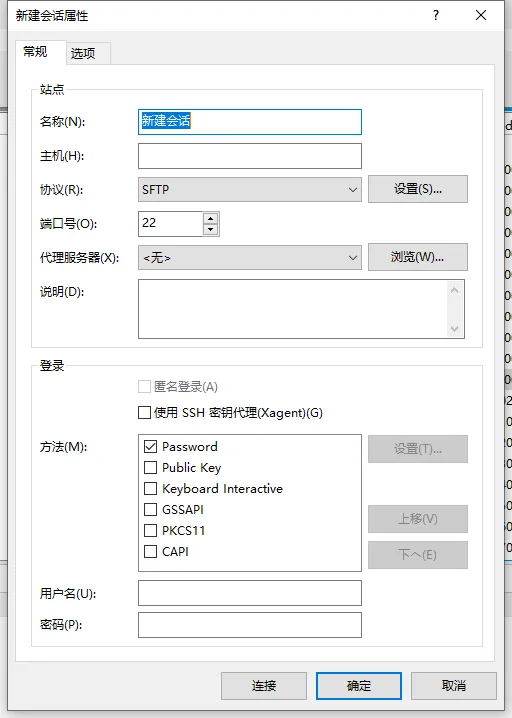 新建会话属性
常规 选项
站点
名称(N): 新建会话
主机(H):
协议(R): SFTP 设置(S)...
端口号(O): 22
代理服务器(X): <无> 浏览(W)...
说明(D):
登录
匿名登录(A)
使用 SSH 密钥代理(Xagent)(G)
方法(M): Password 设置(T)...
Public Key
Keyboard Interactive
GSSAPI
PKCS11 上移(V)
CAPI 下へ(E)
用户名(U):
密码(P):
连接 确定 取消